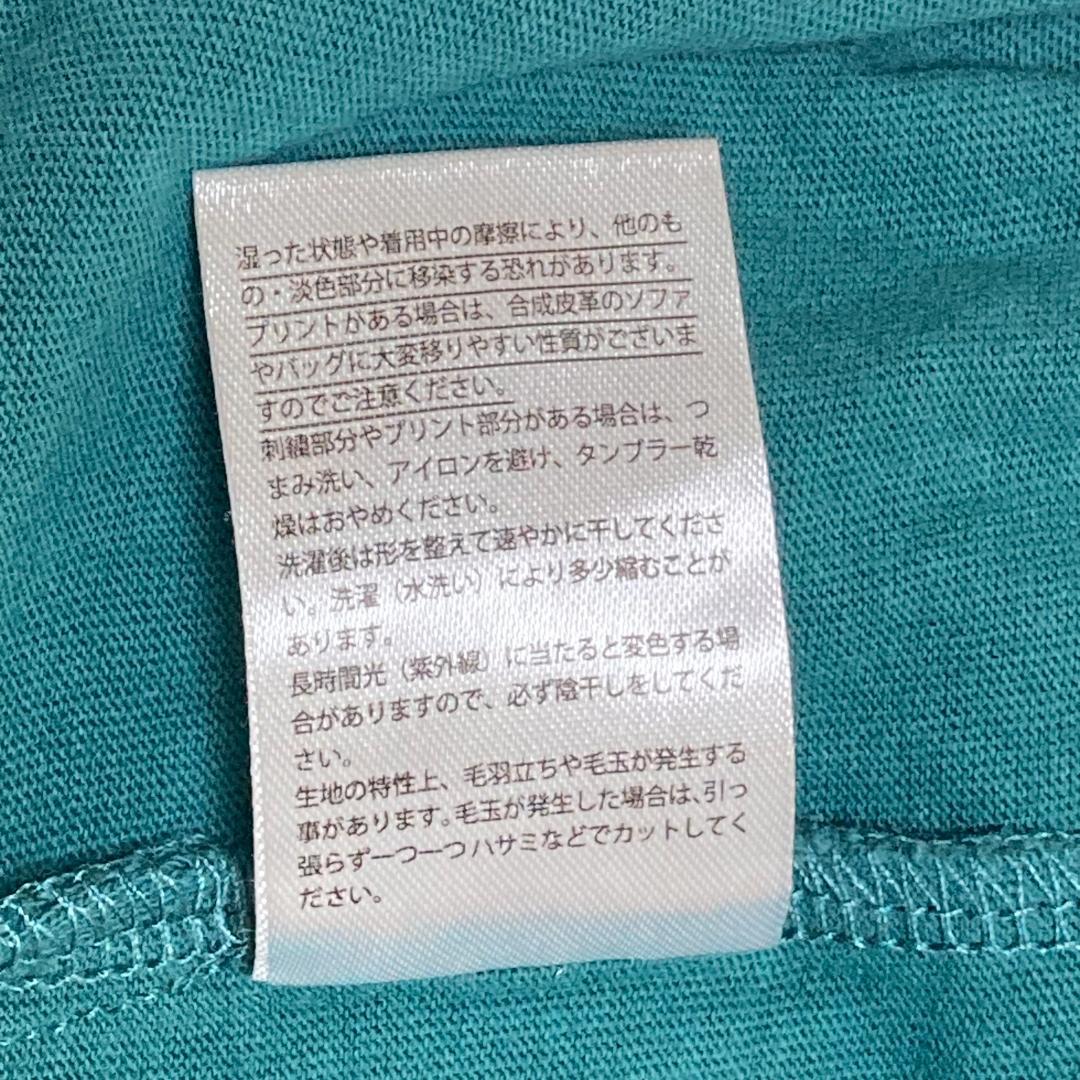 湿った状態や着用中の摩擦により、他のも
の・淡色部分に移染する恐れがあります。
プリントがある場合は、合成皮革のソファ
やバッグに大変移りやすい性質がございま
すのでご注意ください。
刺繍部分やプリント部分がある場合は、つ
まみ洗い、アイロンを避け、タンブラー乾
燥はおやめください。
洗濯後は形を整えて速やかに干してくださ
い。洗濯（水洗い）により多少縮むことが
あります。
長時間光（紫外線）に当たると変色する場
合がありますので、必ず陰干しをしてくだ
さい。
生地の特性上、毛羽立ちや毛玉が発生する
事があります。毛玉が発生した場合は、引っ
張らず一つ一つハサミなどでカットしてく
ださい。